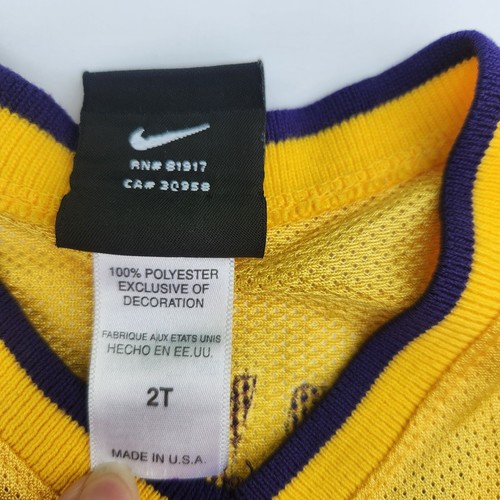 RN# 81917
CA# 30958
100% POLYESTER
EXCLUSIVE OF
DECORATION
FABRIQUE AUX ETATS UNIS
HECHO EN EE.UU.
2T
MADE IN U.S.A.